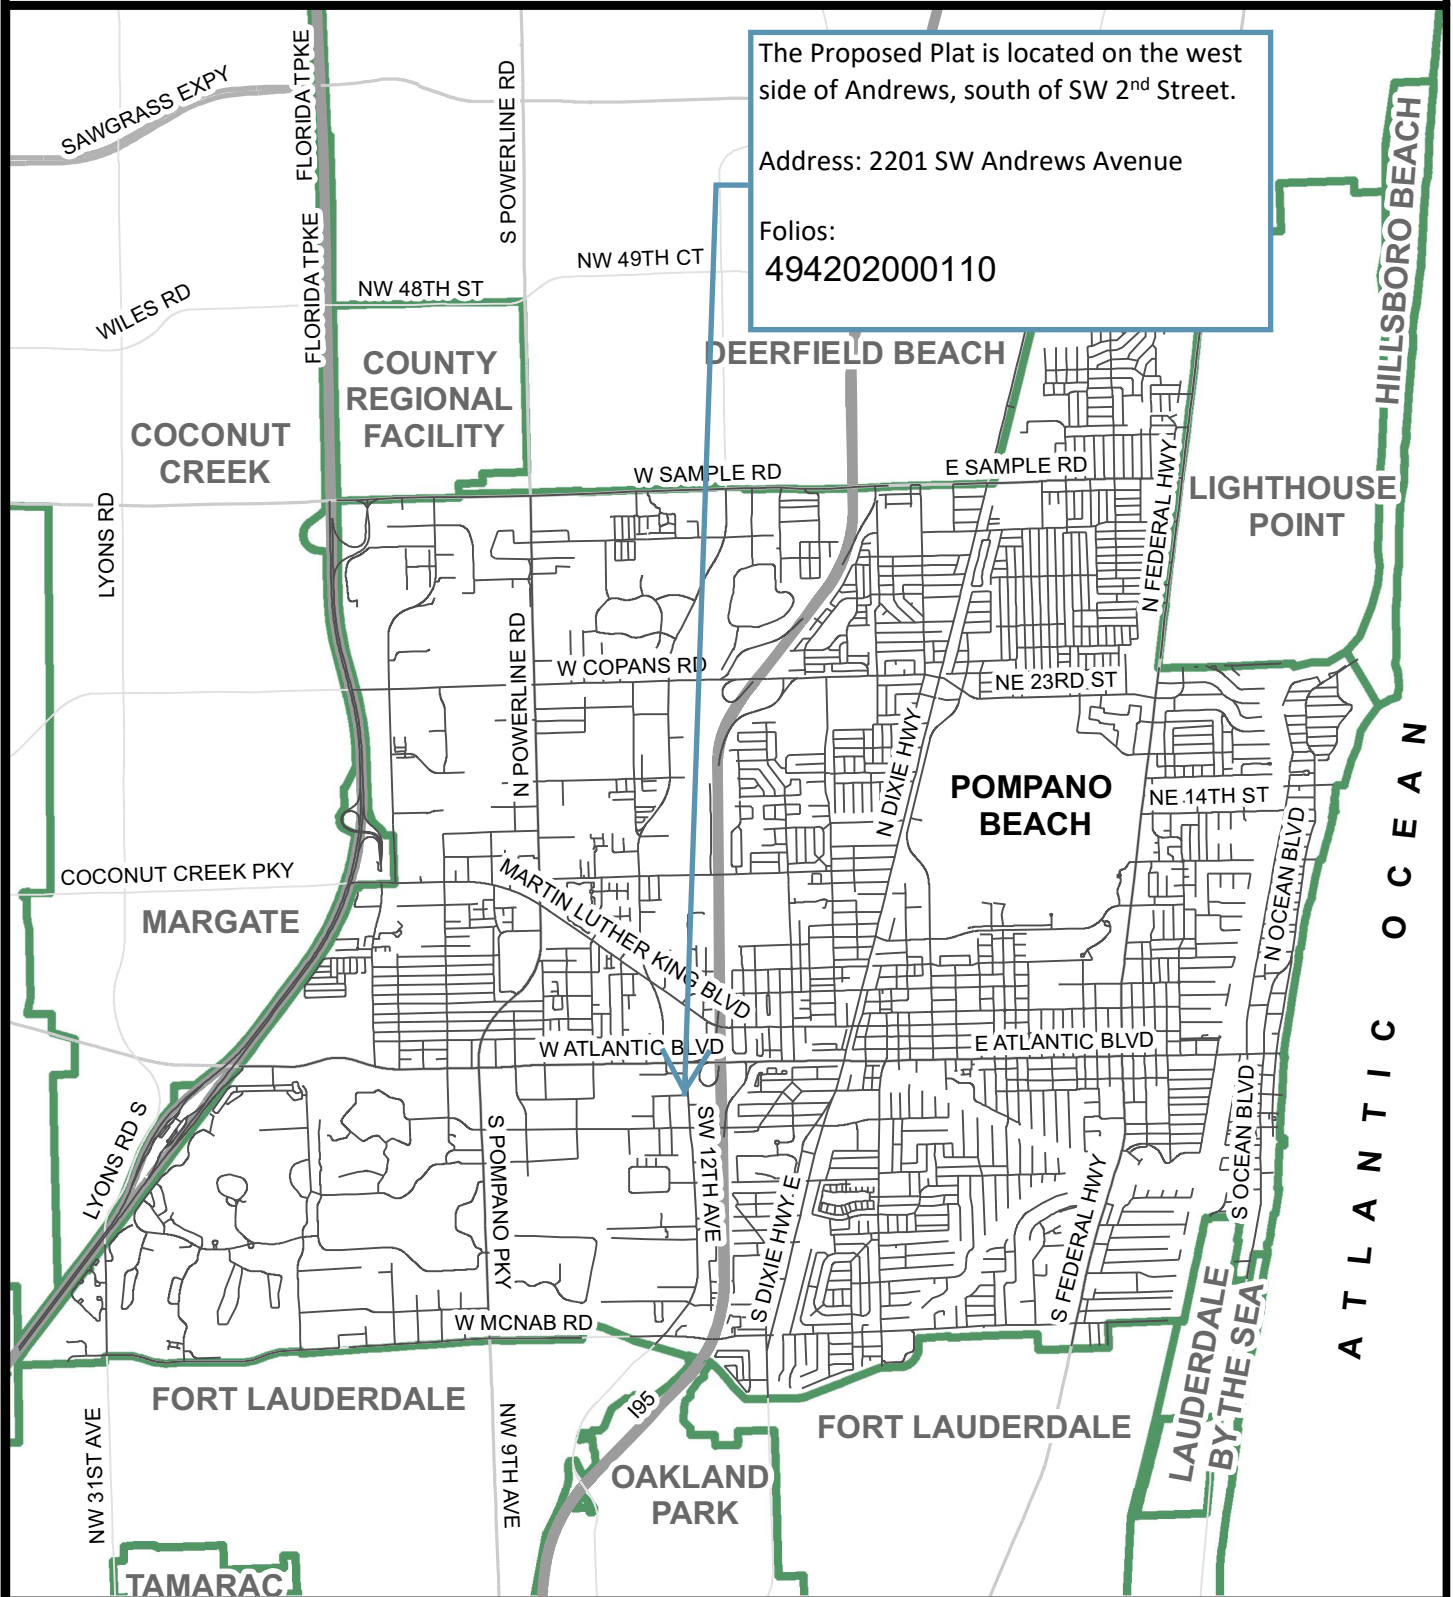 The Proposed Plat is located on the west
side of Andrews, south of SW 2nd Street.
Address: 2201 SW Andrews Avenue
Folios:
494202000110
SAWGRASS EXPY
FLORIDA TPKE
S POWERLINE RD
FLORIDA TPKE
NW 49TH CT
NW 48TH ST
WILES RD
HILLSBORO BEACH
DEERFIELD BEACH
COUNTY
REGIONAL
FACILITY
COCONUT
CREEK
W SAMPLE RD
E SAMPLE RD
LIGHTHOUSE
POINT
LYONS RD
N FEDERAL HWY
N POWERLINE RD
W COPANS RD
NE 23RD ST
N DIXIE HWY
POMPANO
BEACH
NE 14TH ST
N OCEAN BLVD
ATLANTIC OCEAN
COCONUT CREEK PKY
MARGATE
MARTIN LUTHER KING BLVD
W ATLANTIC BLVD
E ATLANTIC BLVD
LYONS RD S
S POMPANO PKY
SW 12TH AVE
S DIXIE HWY E
S FEDERAL HWY
S OCEAN BLVD
W MCNAB RD
LAUDERDALE
BY THE SEA
FORT LAUDERDALE
I95
FORT LAUDERDALE
NW 31ST AVE
NW 9TH AVE
OAKLAND
PARK
TAMARAC